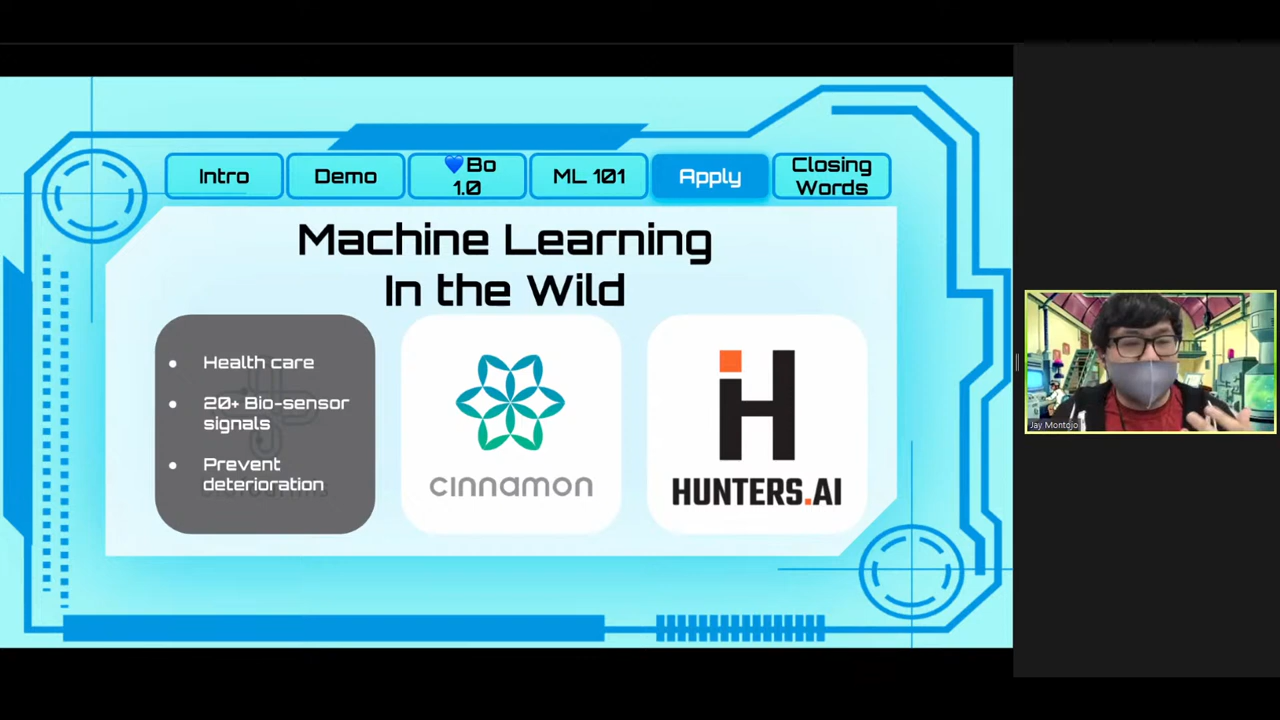 Intro
Demo
💙Bo
1.0
ML 101
Apply
Closing
Words
Machine Learning
In the Wild
• Health care
• 20+ Bio-sensor
signals
• Prevent
deterioration
cinnamon
HUNTERS.AI
Jay Montojo